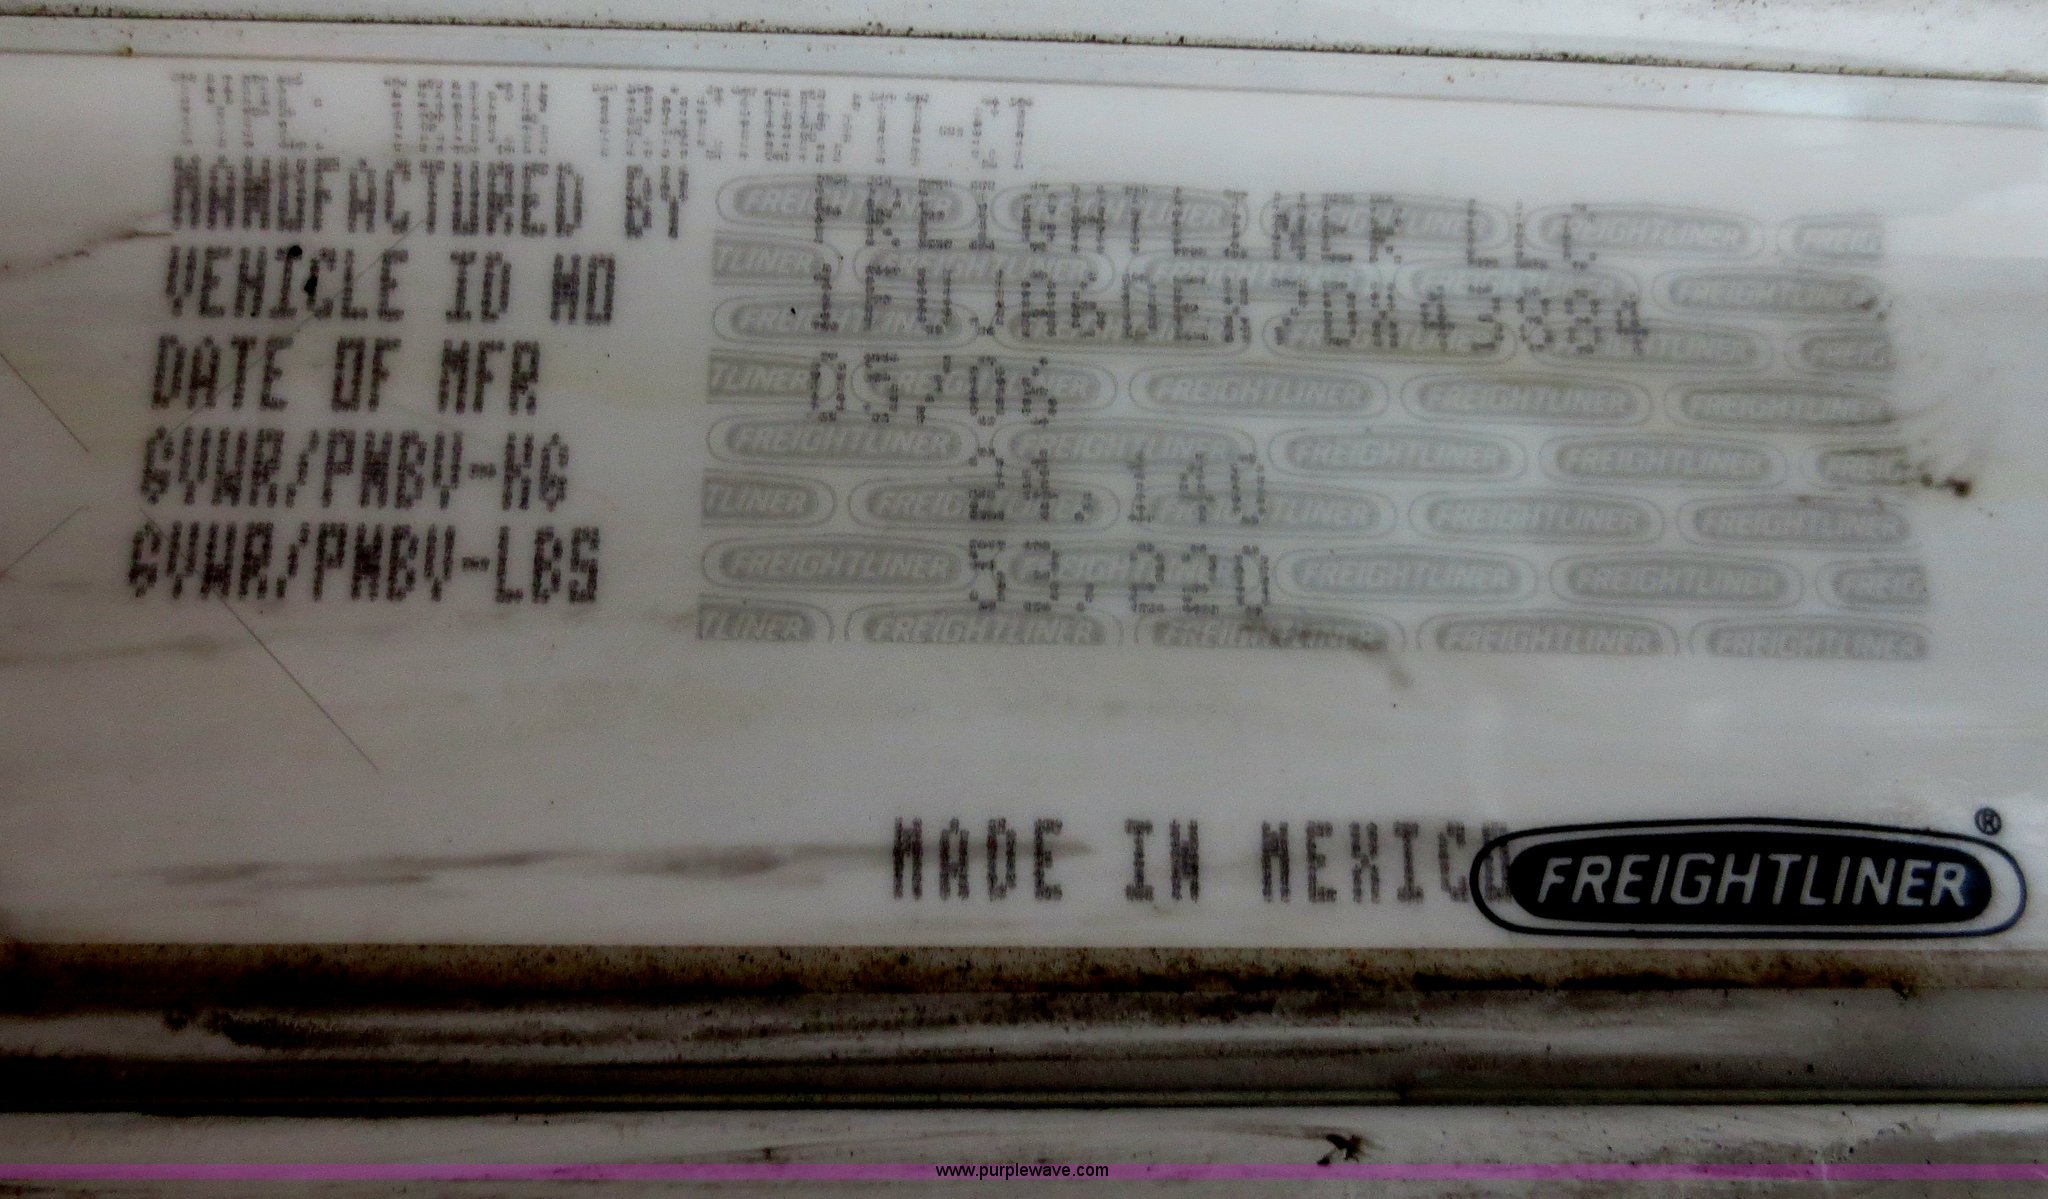 TYPE: TRUCK TRACTOR/TT-CT
MANUFACTURED BY FREIGHTLINER LLC
VEHICLE ID NO
DATE OF MFR 05/06
GVWR/PNBV-KG 24, 140
GVWR/PNBV-LBS 53, 220
MADE IN MEXICO
FREIGHTLINER®
www.purplewave.com